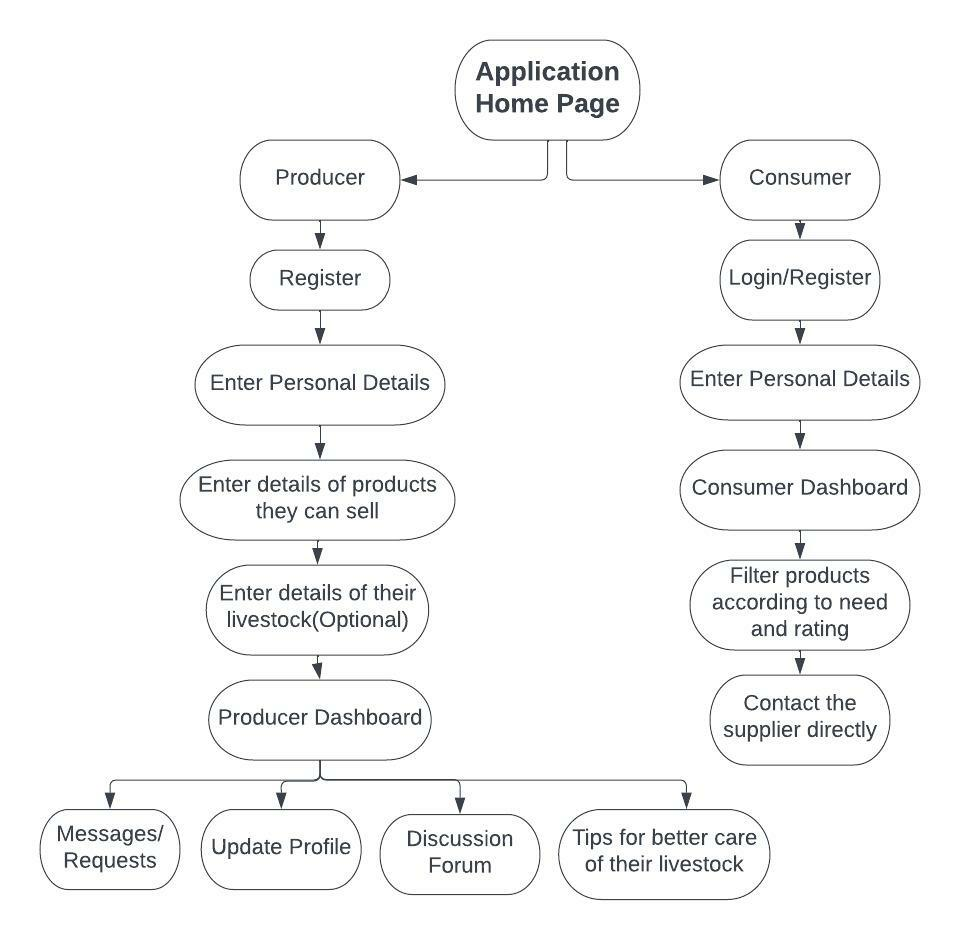 Application
Home Page
Producer
Consumer
Register
Login/Register
Enter Personal Details
Enter Personal Details
Enter details of products
they can sell
Consumer Dashboard
Enter details of their
livestock(Optional)
Filter products
according to need
and rating
Producer Dashboard
Contact the
supplier directly
Messages/
Requests
Update Profile
Discussion
Forum
Tips for better care
of their livestock